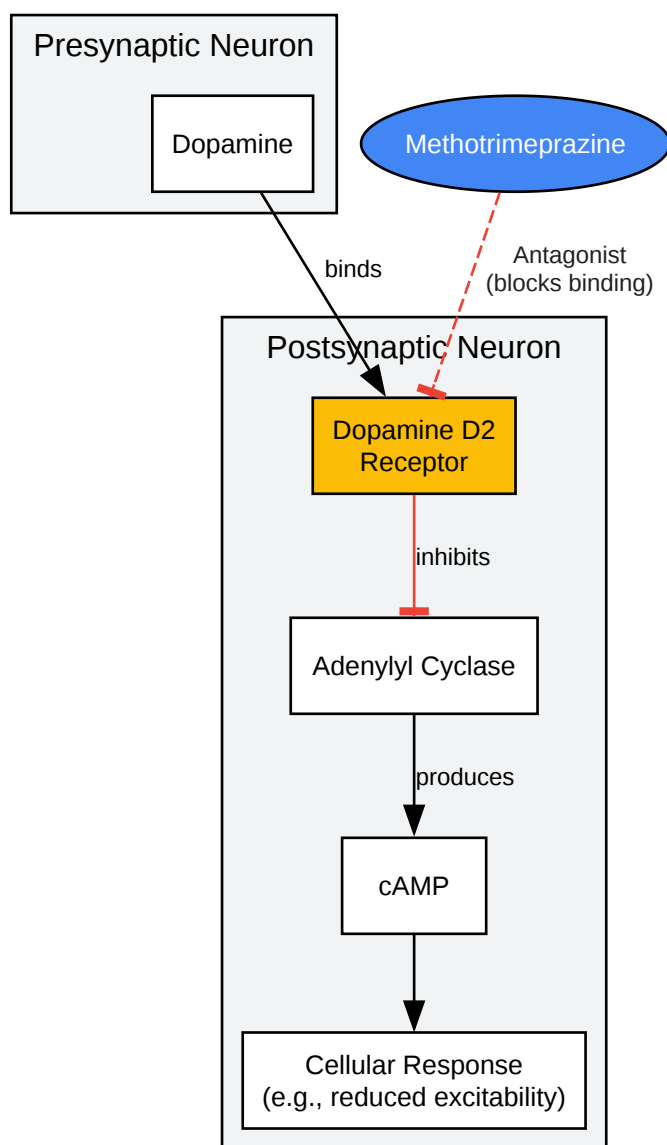 Presynaptic Neuron
Dopamine
Methotrimeprazine
binds
Antagonist
(blocks binding)
Postsynaptic Neuron
Dopamine D2
Receptor
inhibits
Adenylyl Cyclase
produces
cAMP
Cellular Response
(e.g., reduced excitability)